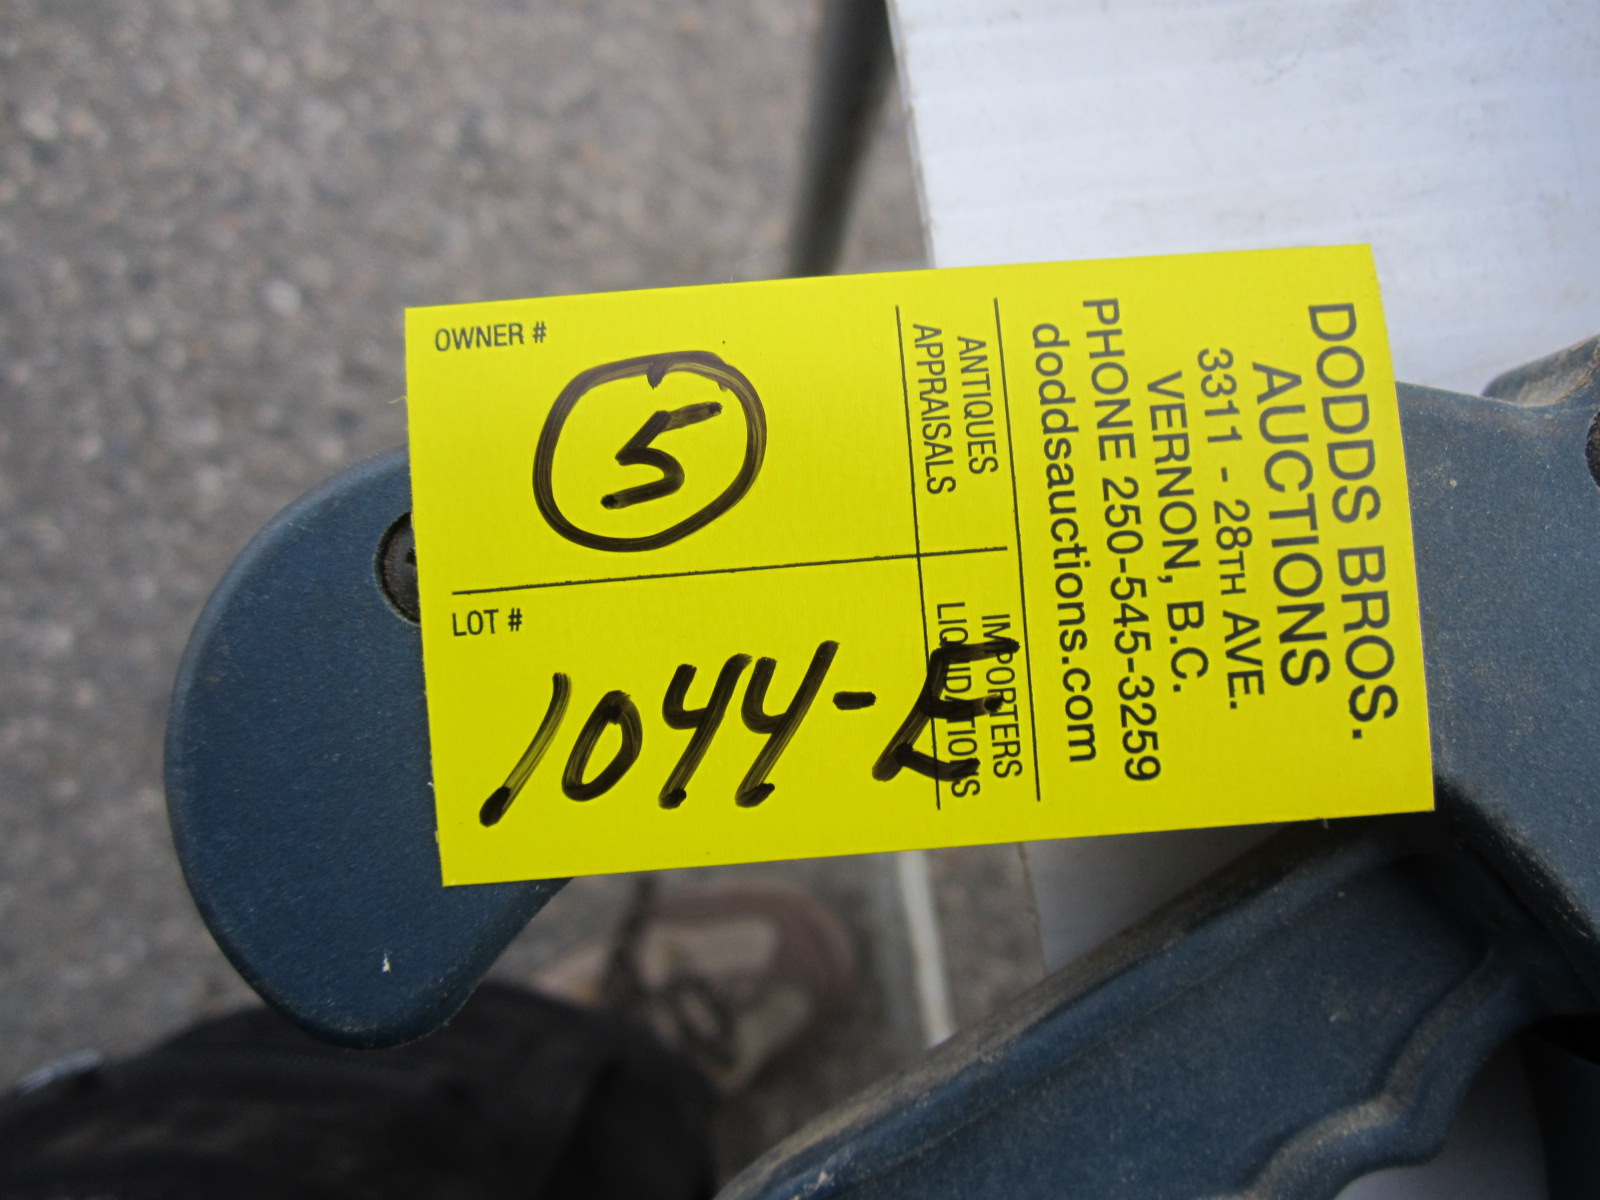 DODDS BROS.
AUCTIONS
3311 - 28TH AVE.
VERNON, B.C.
PHONE 250-545-3259
doddsauctions.com
ANTIQUES
APPRAISALS
IMPORTERS
LIQUIDATIONS
OWNER #
5
LOT #
1044-E